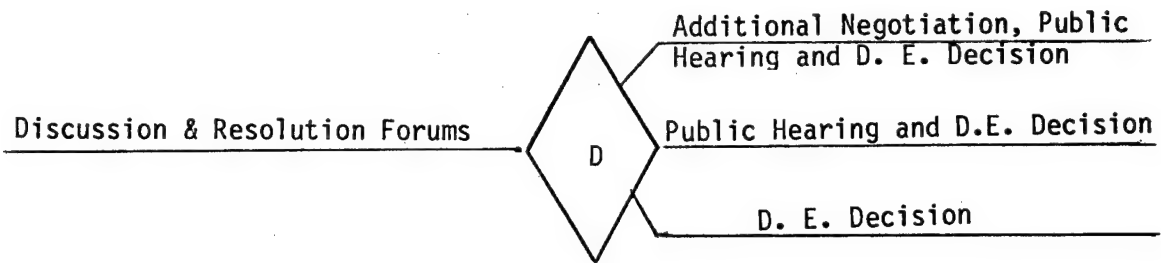 Additional Negotiation, Public
Hearing and D. E. Decision
Discussion & Resolution Forums
D
Public Hearing and D.E. Decision
D. E. Decision